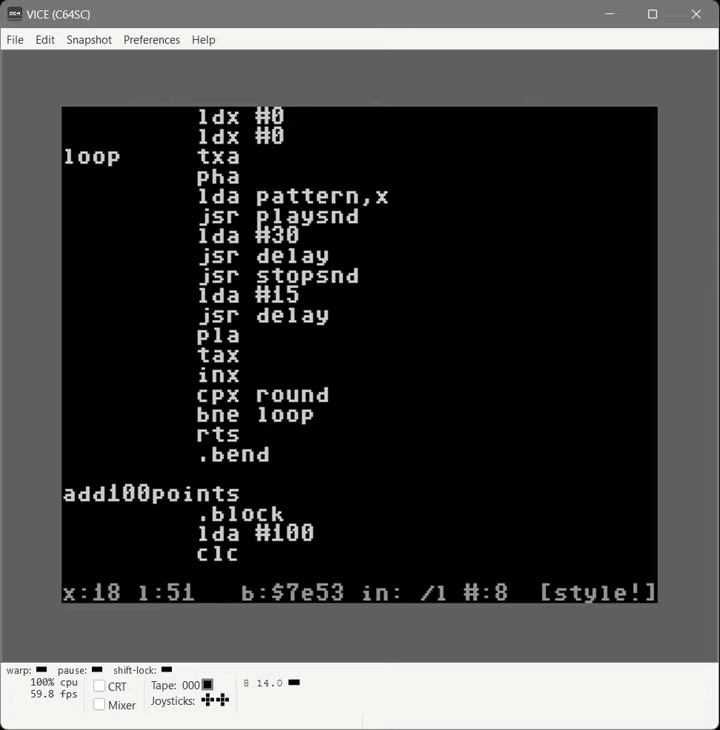 VICE (C64SC)
File Edit Snapshot Preferences Help
ldx #0
ldx #0
loop txa
pha
lda pattern,x
jsr playsnd
lda #30
jsr delay
jsr stopsnd
lda #15
jsr delay
pla
tax
inx
cpx round
bne loop
rts
.bend
add100points
.block
lda #100
clc
x:18 l:51 b:$7e53 in: /l #:8 [style!]
warp: pause: shift-lock:
100% cpu CRT Tape: 000 8 14.0
59.8 fps Mixer Joysticks: